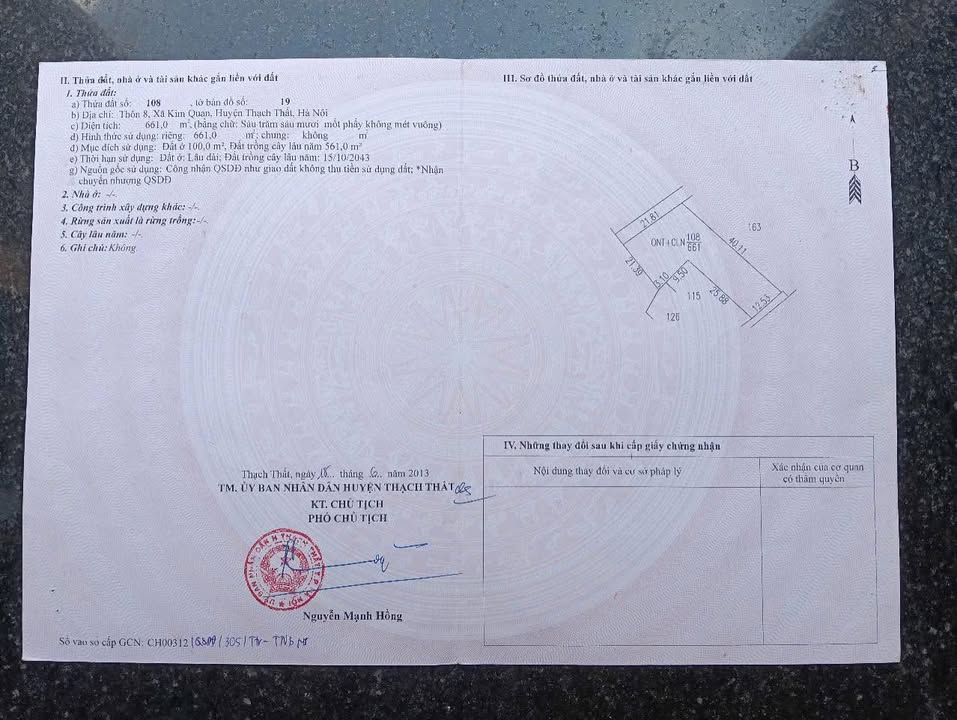 II. Thửa đất, nhà ở và tài sản khác gắn liền với đất
1. Thửa đất:
a) Thửa đất số: 108 , tờ bản đồ số: 19
b) Địa chỉ: Thôn 8, Xã Kim Quan, Huyện Thạch Thất, Hà Nội
c) Diện tích: 661,0 m², (bằng chữ: Sáu trăm sáu mươi mốt phẩy không mét vuông)
d) Hình thức sử dụng: riêng: 661,0 m²; chung: không m²
đ) Mục đích sử dụng: Đất ở 100,0 m², Đất trồng cây lâu năm 561,0 m²
e) Thời hạn sử dụng: Đất ở: Lâu dài; Đất trồng cây lâu năm: 15/10/2043
g) Nguồn gốc sử dụng: Công nhận QSDĐ như giao đất không thu tiền sử dụng đất; *Nhận
chuyển nhượng QSDĐ
2. Nhà ở: -/-
3. Công trình xây dựng khác: -/-
4. Rừng sản xuất là rừng trồng: -/-
5. Cây lâu năm: -/-
6. Ghi chú: Không
Thạch Thất, ngày 18 tháng 6 năm 2013
TM. ỦY BAN NHÂN DÂN HUYỆN THẠCH THẤT
KT. CHỦ TỊCH
PHÓ CHỦ TỊCH
Nguyễn Mạnh Hồng
Số vào sổ cấp GCN: CH00312
III. Sơ đồ thửa đất, nhà ở và tài sản khác gắn liền với đất
B
21.81
163
ONT+CLN 108
661
40.11
21.39
9.50
115
25.88
12.53
126
IV. Những thay đổi sau khi cấp giấy chứng nhận
Nội dung thay đổi và cơ sở pháp lý
Xác nhận của cơ quan
có thẩm quyền